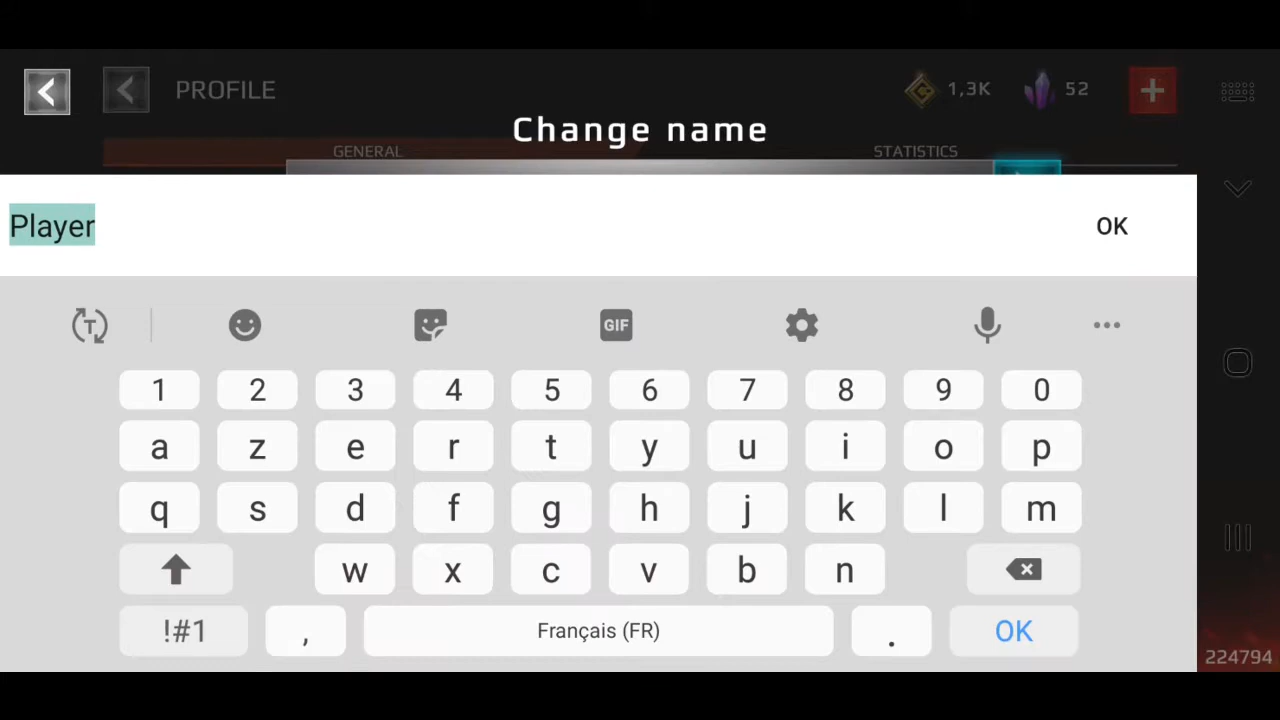 PROFILE
1,3K
52
Change name
GENERAL
STATISTICS
Player
OK
T
GIF
1 2 3 4 5 6 7 8 9 0
a z e r t y u i o p
q s d f g h j k l m
w x c v b n
!#1 , Français (FR) . OK
224794